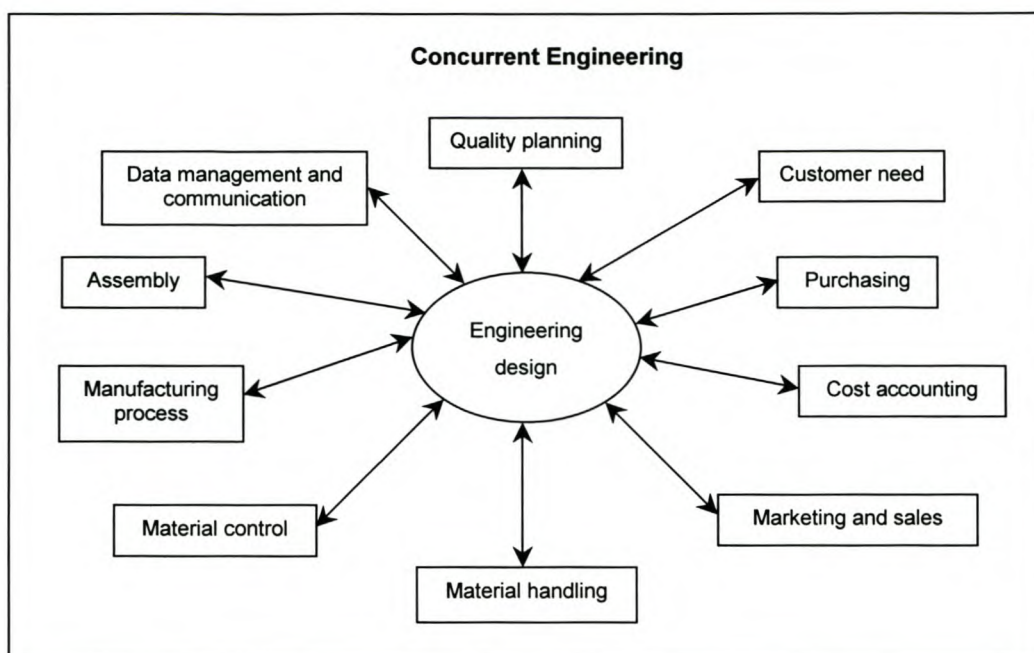 Concurrent Engineering
Quality planning
Data management and
communication
Customer need
Assembly
Purchasing
Engineering
design
Manufacturing
process
Cost accounting
Material control
Marketing and sales
Material handling